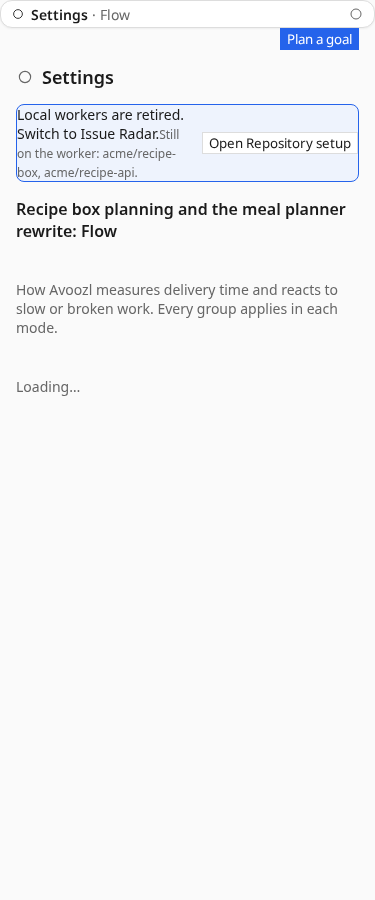 Settings · Flow
Plan a goal
Settings
Local workers are retired.
Switch to Issue Radar.Still
on the worker: acme/recipe-
box, acme/recipe-api.
Open Repository setup
Recipe box planning and the meal planner
rewrite: Flow
How Avoozl measures delivery time and reacts to
slow or broken work. Every group applies in each
mode.
Loading…